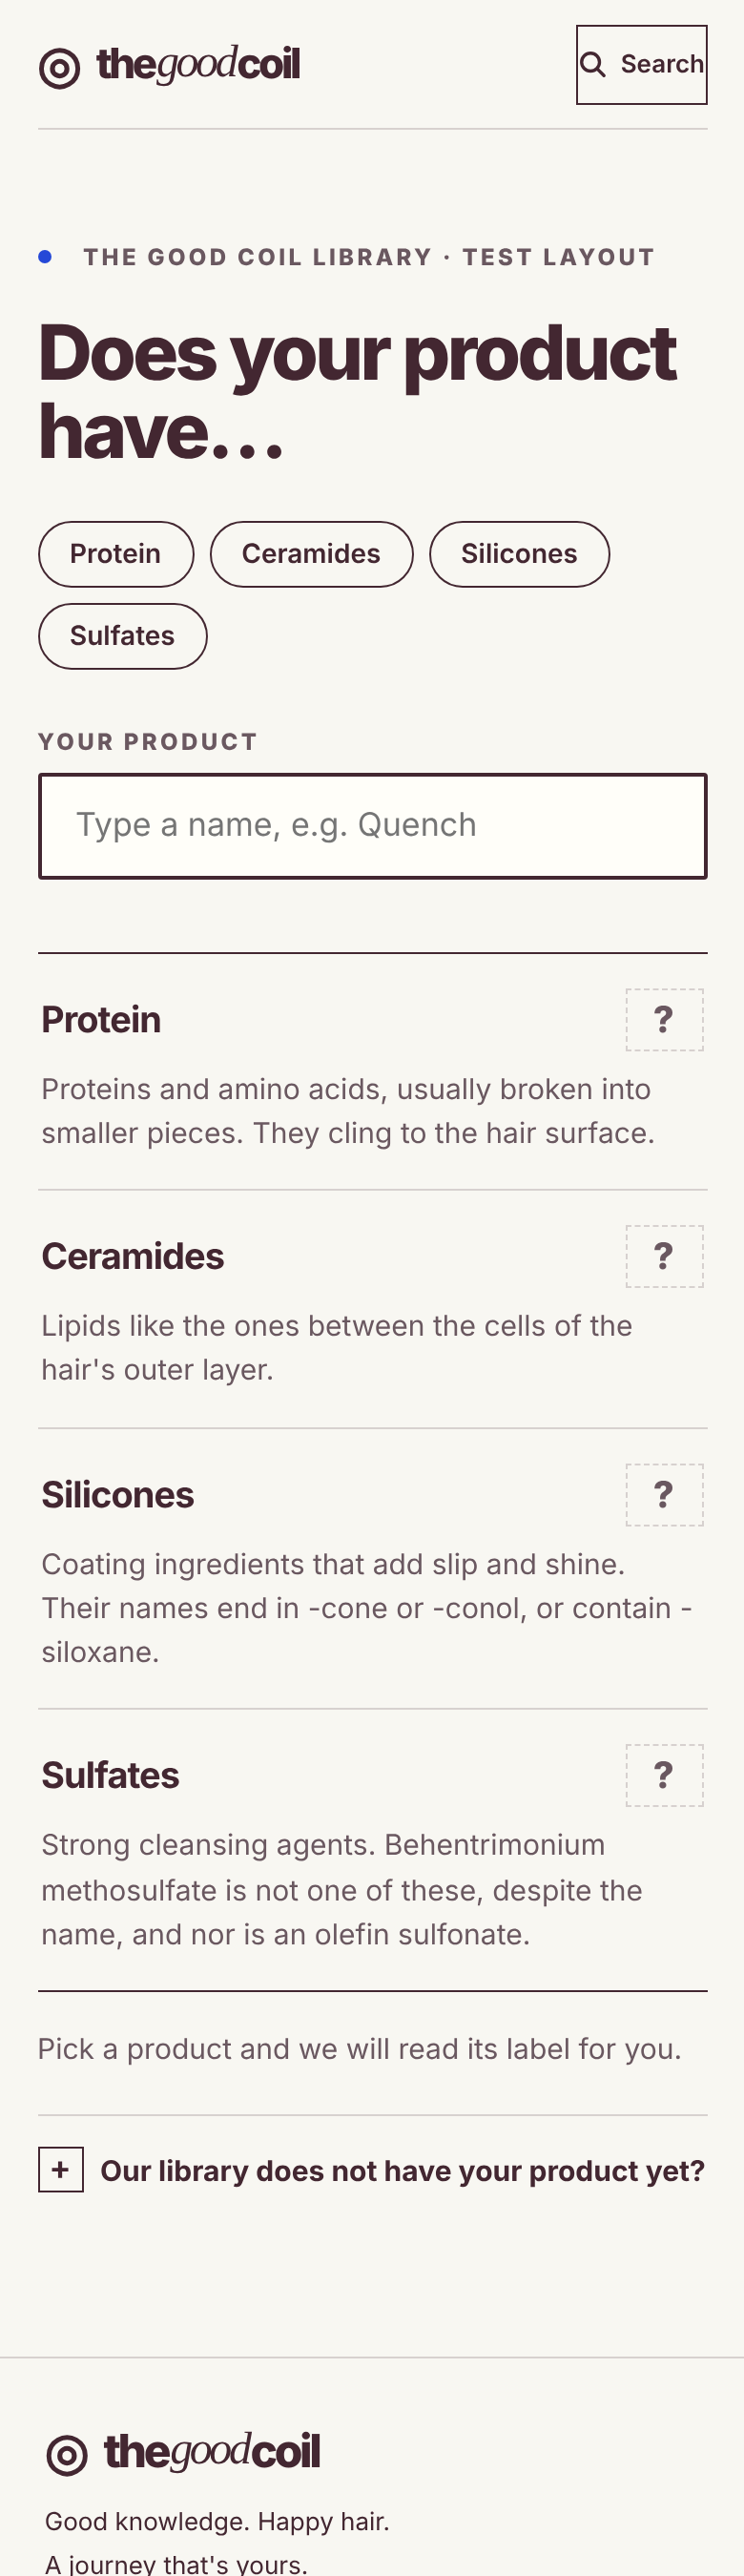 thegoodcoil
Search
THE GOOD COIL LIBRARY · TEST LAYOUT
Does your product
have...
Protein
Ceramides
Silicones
Sulfates
YOUR PRODUCT
Type a name, e.g. Quench
Protein
?
Proteins and amino acids, usually broken into
smaller pieces. They cling to the hair surface.
Ceramides
?
Lipids like the ones between the cells of the
hair's outer layer.
Silicones
?
Coating ingredients that add slip and shine.
Their names end in -cone or -conol, or contain -
siloxane.
Sulfates
?
Strong cleansing agents. Behentrimonium
methosulfate is not one of these, despite the
name, and nor is an olefin sulfonate.
Pick a product and we will read its label for you.
+ Our library does not have your product yet?
thegoodcoil
Good knowledge. Happy hair.
A journey that's yours.